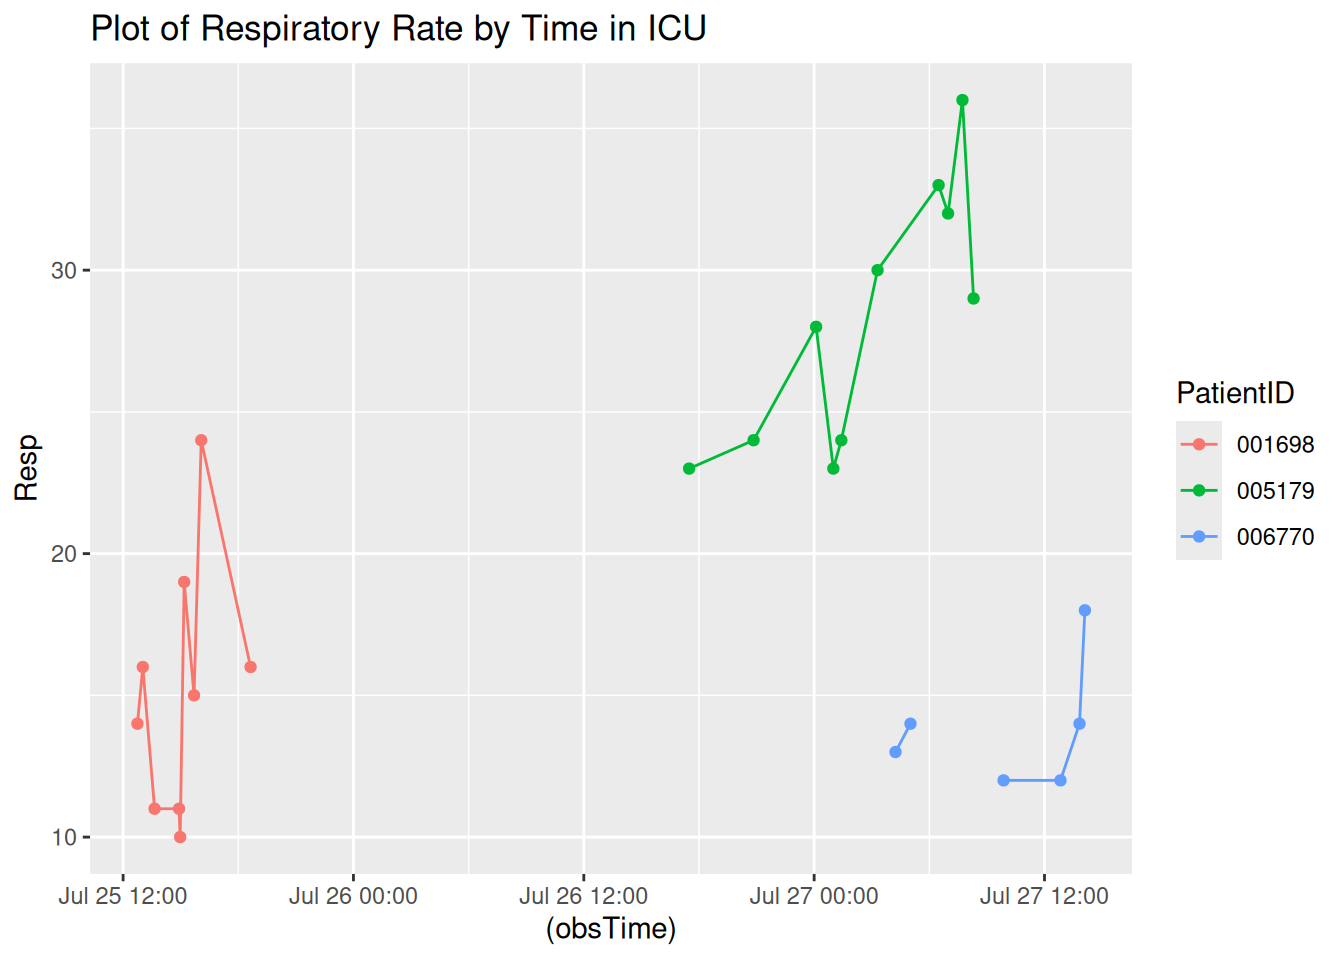 Plot of Respiratory Rate by Time in ICU
Resp
30
20
10
Jul 25 12:00 Jul 26 00:00 Jul 26 12:00 Jul 27 00:00 Jul 27 12:00
(obsTime)
PatientID
001698
005179
006770